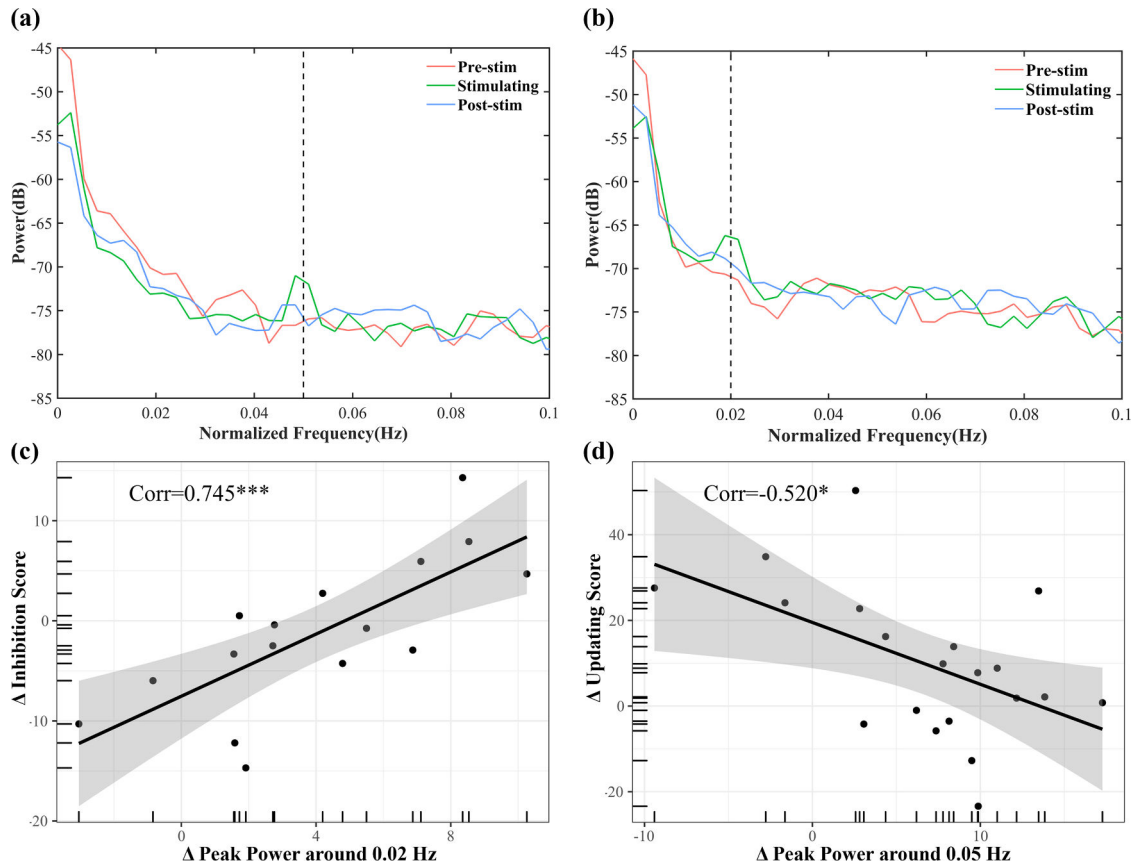 (a)
-45
-50
-55
-60
-65
-70
-75
-80
-85
Power(dB)
Pre-stim
Stimulating
Post-stim
0 0.02 0.04 0.06 0.08 0.1
Normalized Frequency(Hz)
(b)
-45
-50
-55
-60
-65
-70
-75
-80
-85
Power(dB)
Pre-stim
Stimulating
Post-stim
0 0.02 0.04 0.06 0.08 0.1
Normalized Frequency(Hz)
(c)
Corr=0.745***
10
0
-10
-20
Δ Inhibition Score
0 4 8
Δ Peak Power around 0.02 Hz
(d)
Corr=-0.520*
40
20
0
-20
Δ Updating Score
-10 0 10
Δ Peak Power around 0.05 Hz